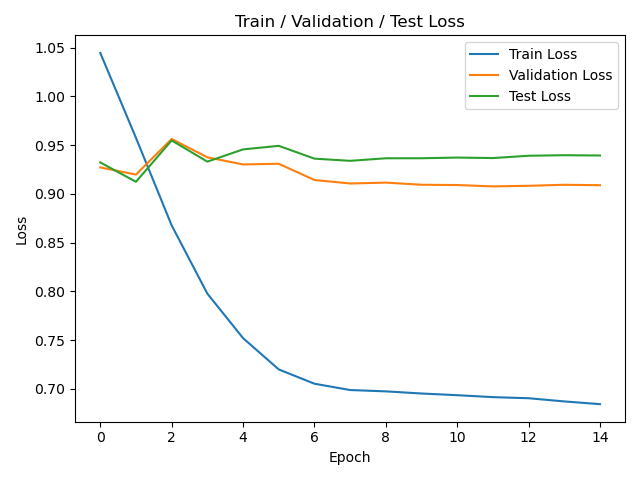 Train / Validation / Test Loss
Train Loss
Validation Loss
Test Loss
Loss
1.05
1.00
0.95
0.90
0.85
0.80
0.75
0.70
0 2 4 6 8 10 12 14
Epoch